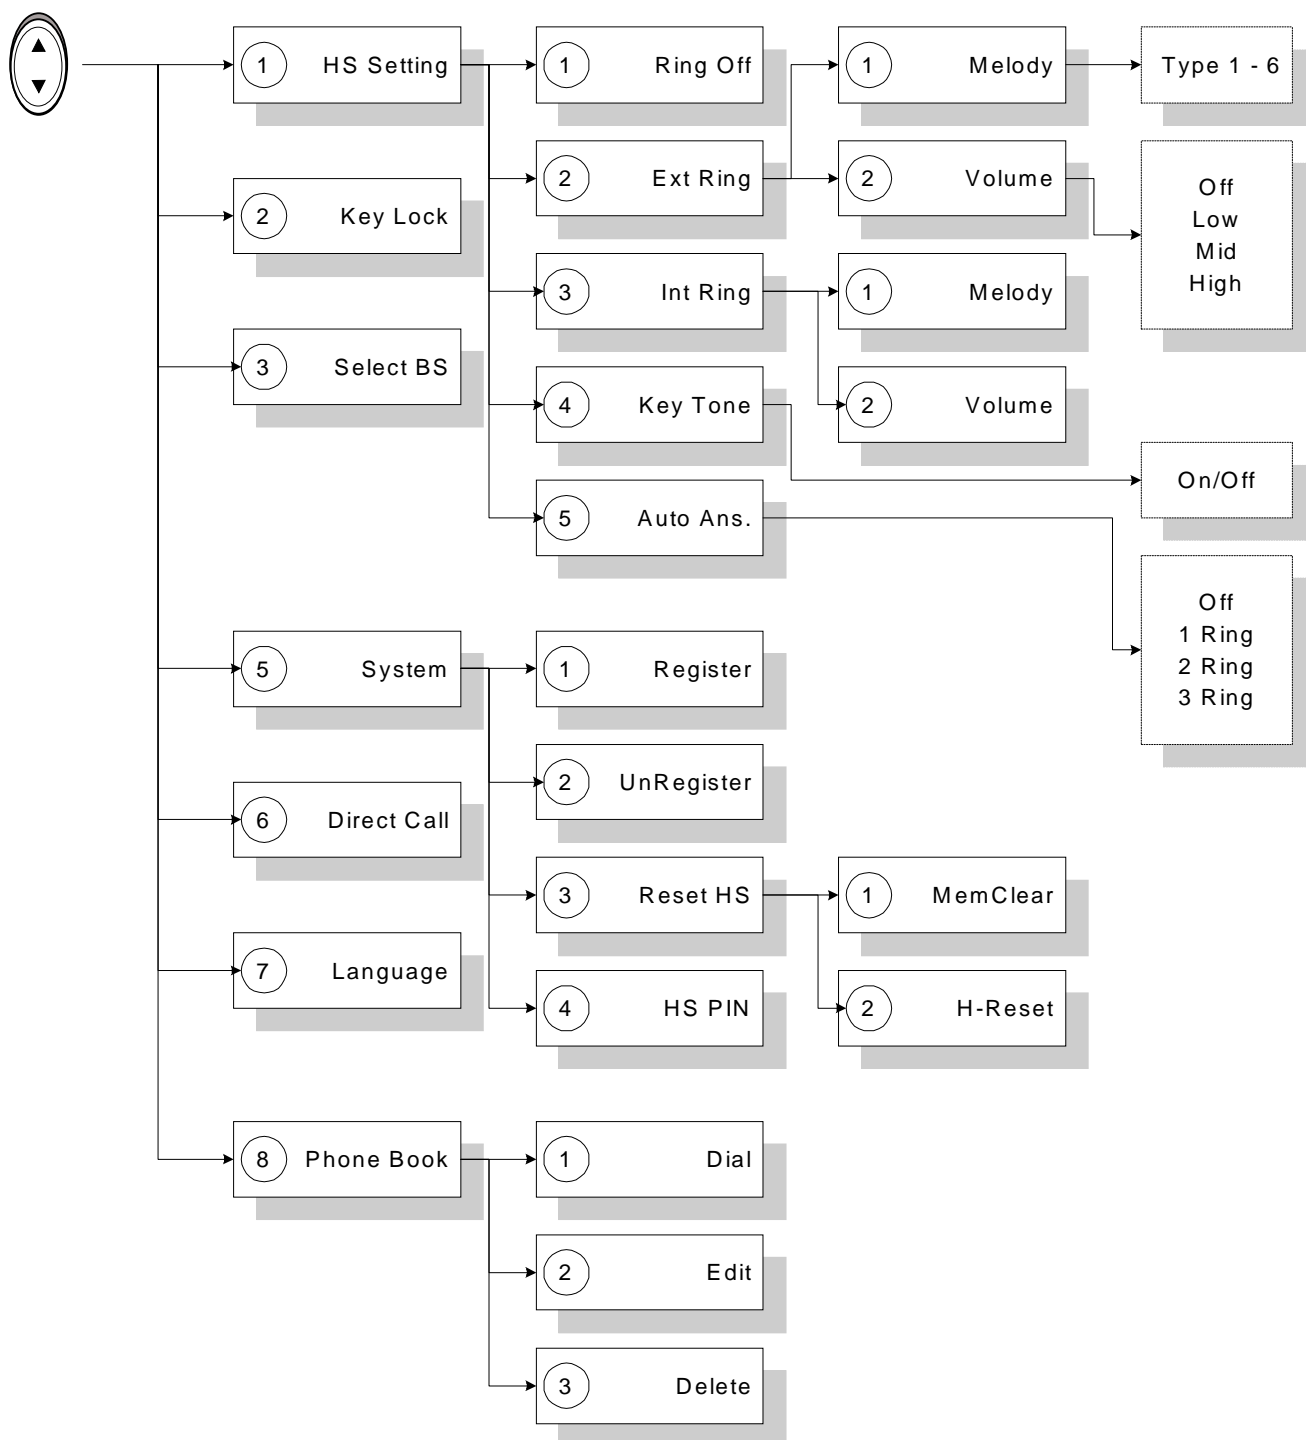 1 HS Setting
1 Ring Off
1 Melody
Type 1 - 6
2 Ext Ring
2 Volume
Off
Low
Mid
High
2 Key Lock
3 Int Ring
1 Melody
3 Select BS
4 Key Tone
2 Volume
On/Off
5 Auto Ans.
Off
1 Ring
2 Ring
3 Ring
5 System
1 Register
2 UnRegister
6 Direct Call
3 Reset HS
1 MemClear
7 Language
4 HS PIN
2 H-Reset
8 Phone Book
1 Dial
2 Edit
3 Delete